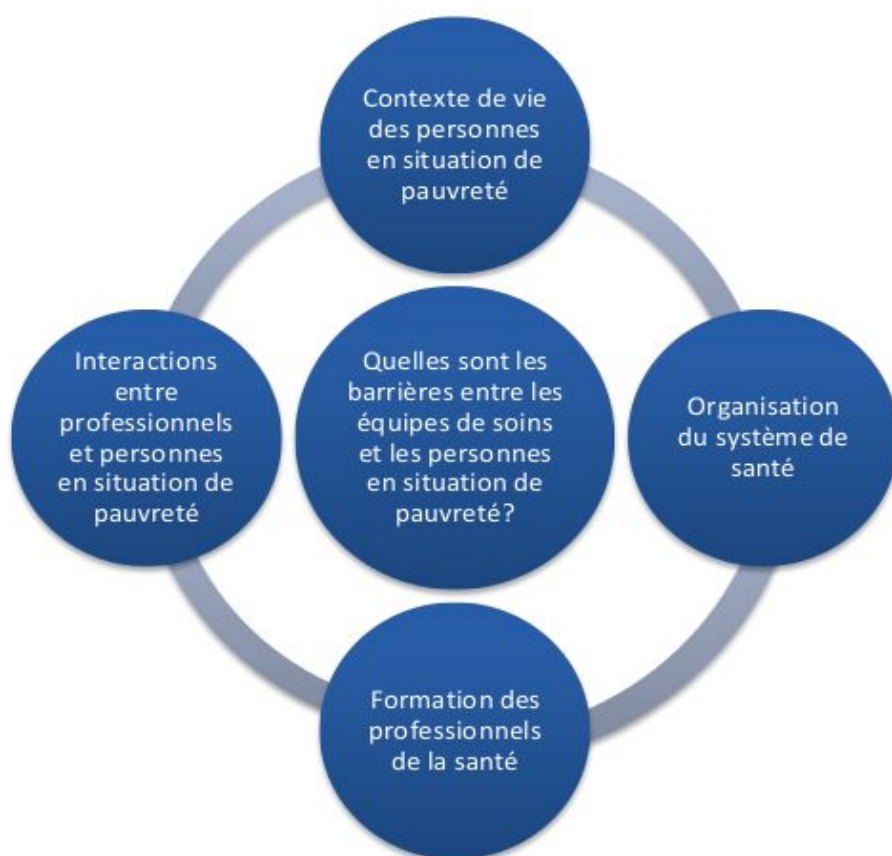 Contexte de vie
des personnes
en situation de
pauvreté
Interactions
entre
professionnels
et personnes
en situation de
pauvreté
Quelles sont les
barrières entre les
équipes de soins
et les personnes
en situation de
pauvreté?
Organisation
du système de
santé
Formation des
professionnels
de la santé